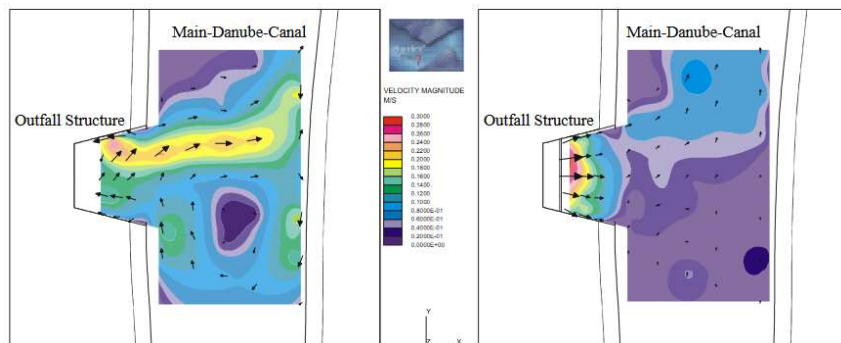 Main-Danube-Canal
Outfall Structure
VELOCITY MAGNITUDE
M/S
0.3000
0.2800
0.2600
0.2400
0.2200
0.2000
0.1800
0.1600
0.1400
0.1200
0.1000
0.8000E-01
0.6000E-01
0.4000E-01
0.2000E-01
0.0000E+00
Y
Z
X
Main-Danube-Canal
Outfall Structure